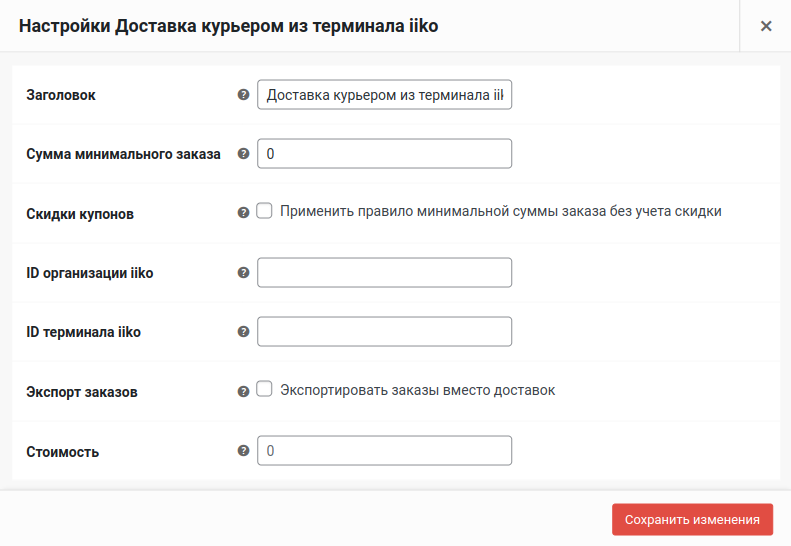 Настройки Доставка курьером из терминала iiko
Заголовок
Доставка курьером из терминала iik
Сумма минимального заказа
0
Скидки купонов
Применить правило минимальной суммы заказа без учета скидки
ID организации iiko
ID терминала iiko
Экспорт заказов
Экспортировать заказы вместо доставок
Стоимость
0
Сохранить изменения